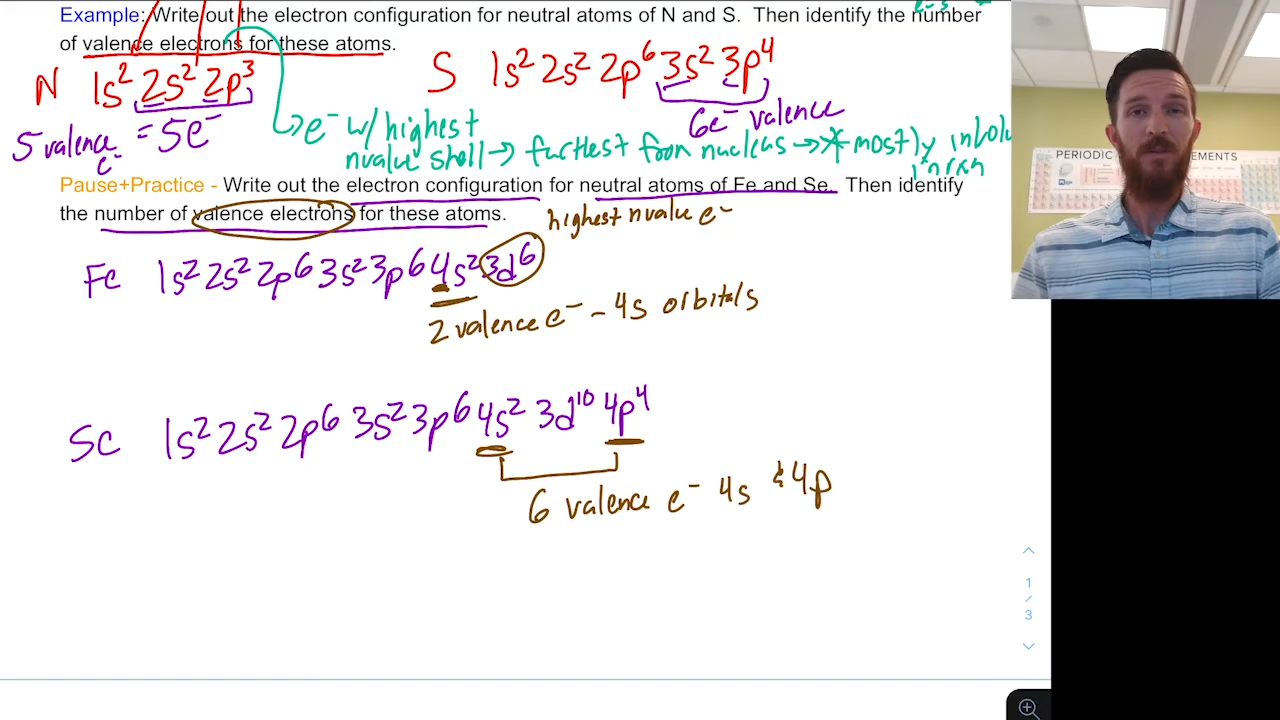 Example: Write out the electron configuration for neutral atoms of N and S. Then identify the number
of valence electrons for these atoms.
N 1s² 2s² 2p³
S 1s² 2s² 2p⁶ 3s² 3p⁴
5 valence e⁻ = 5e⁻
6e⁻ valence
e⁻ w/ highest
nvalue shell → furthest from nucleus → * mostly involv
in rxn
PERIODIC EMENTS
Pause+Practice - Write out the electron configuration for neutral atoms of Fe and Se. Then identify
the number of valence electrons for these atoms.
highest nvalue e⁻
Fe 1s² 2s² 2p⁶ 3s² 3p⁶ 4s² 3d⁶
2 valence e⁻ - 4s orbitals
Se 1s² 2s² 2p⁶ 3s² 3p⁶ 4s² 3d¹⁰ 4p⁴
6 valence e⁻ 4s & 4p
1
/
3